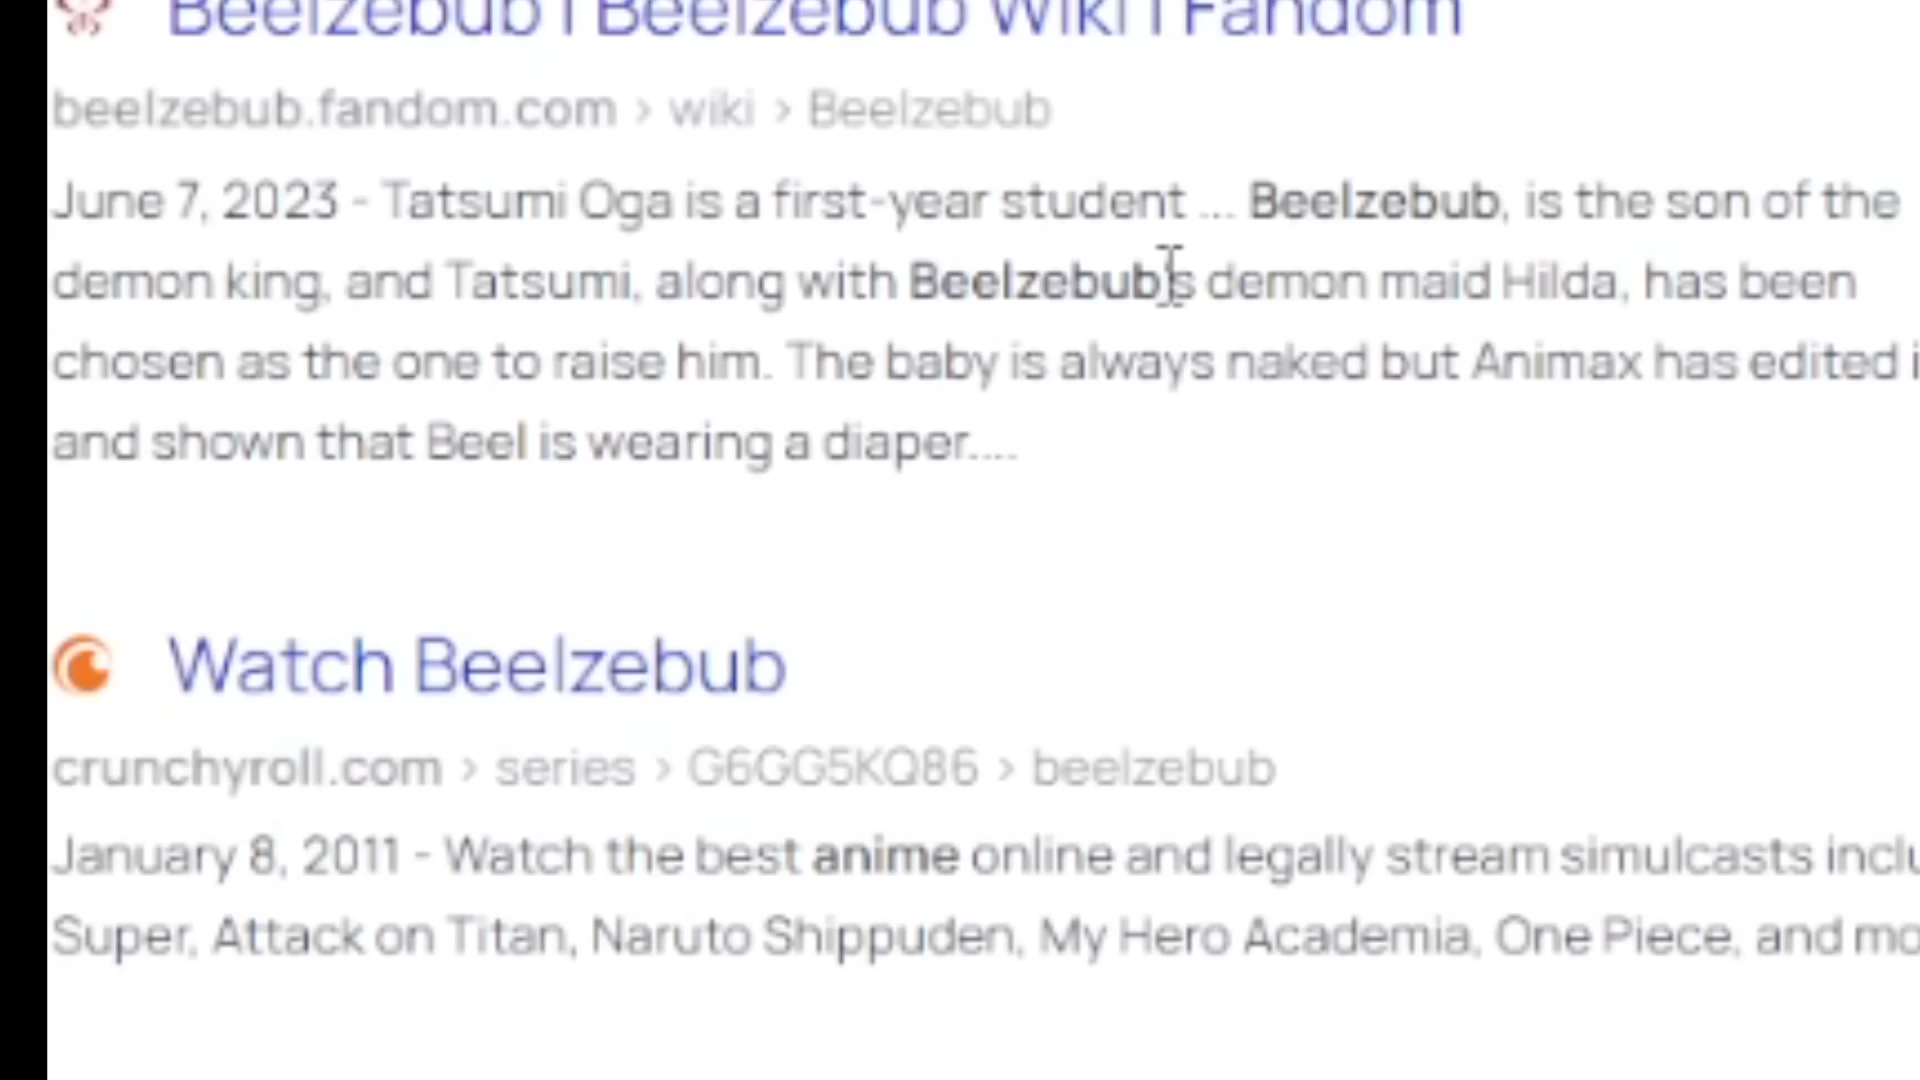 Beelzebub | Beelzebub Wiki | Fandom
beelzebub.fandom.com › wiki › Beelzebub
June 7, 2023 - Tatsumi Oga is a first-year student ... Beelzebub, is the son of the
demon king, and Tatsumi, along with Beelzebub's demon maid Hilda, has been
chosen as the one to raise him. The baby is always naked but Animax has edited
and shown that Beel is wearing a diaper....
Watch Beelzebub
crunchyroll.com › series › G6GG5KQ86 › beelzebub
January 8, 2011 - Watch the best anime online and legally stream simulcasts
Super, Attack on Titan, Naruto Shippuden, My Hero Academia, One Piece, and